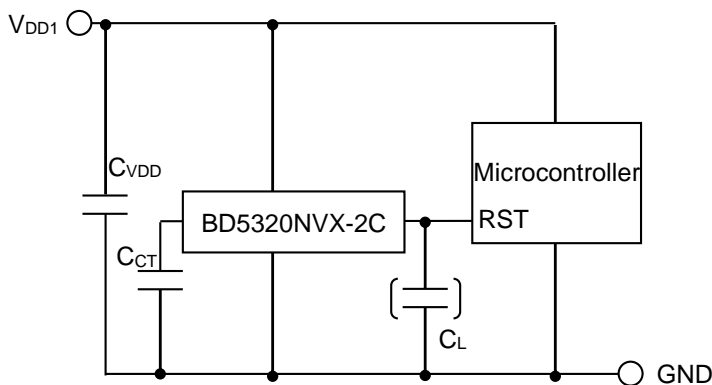 VDD1
CVDD
Microcontroller
BD5320NVX-2C
RST
CCT
CL
GND